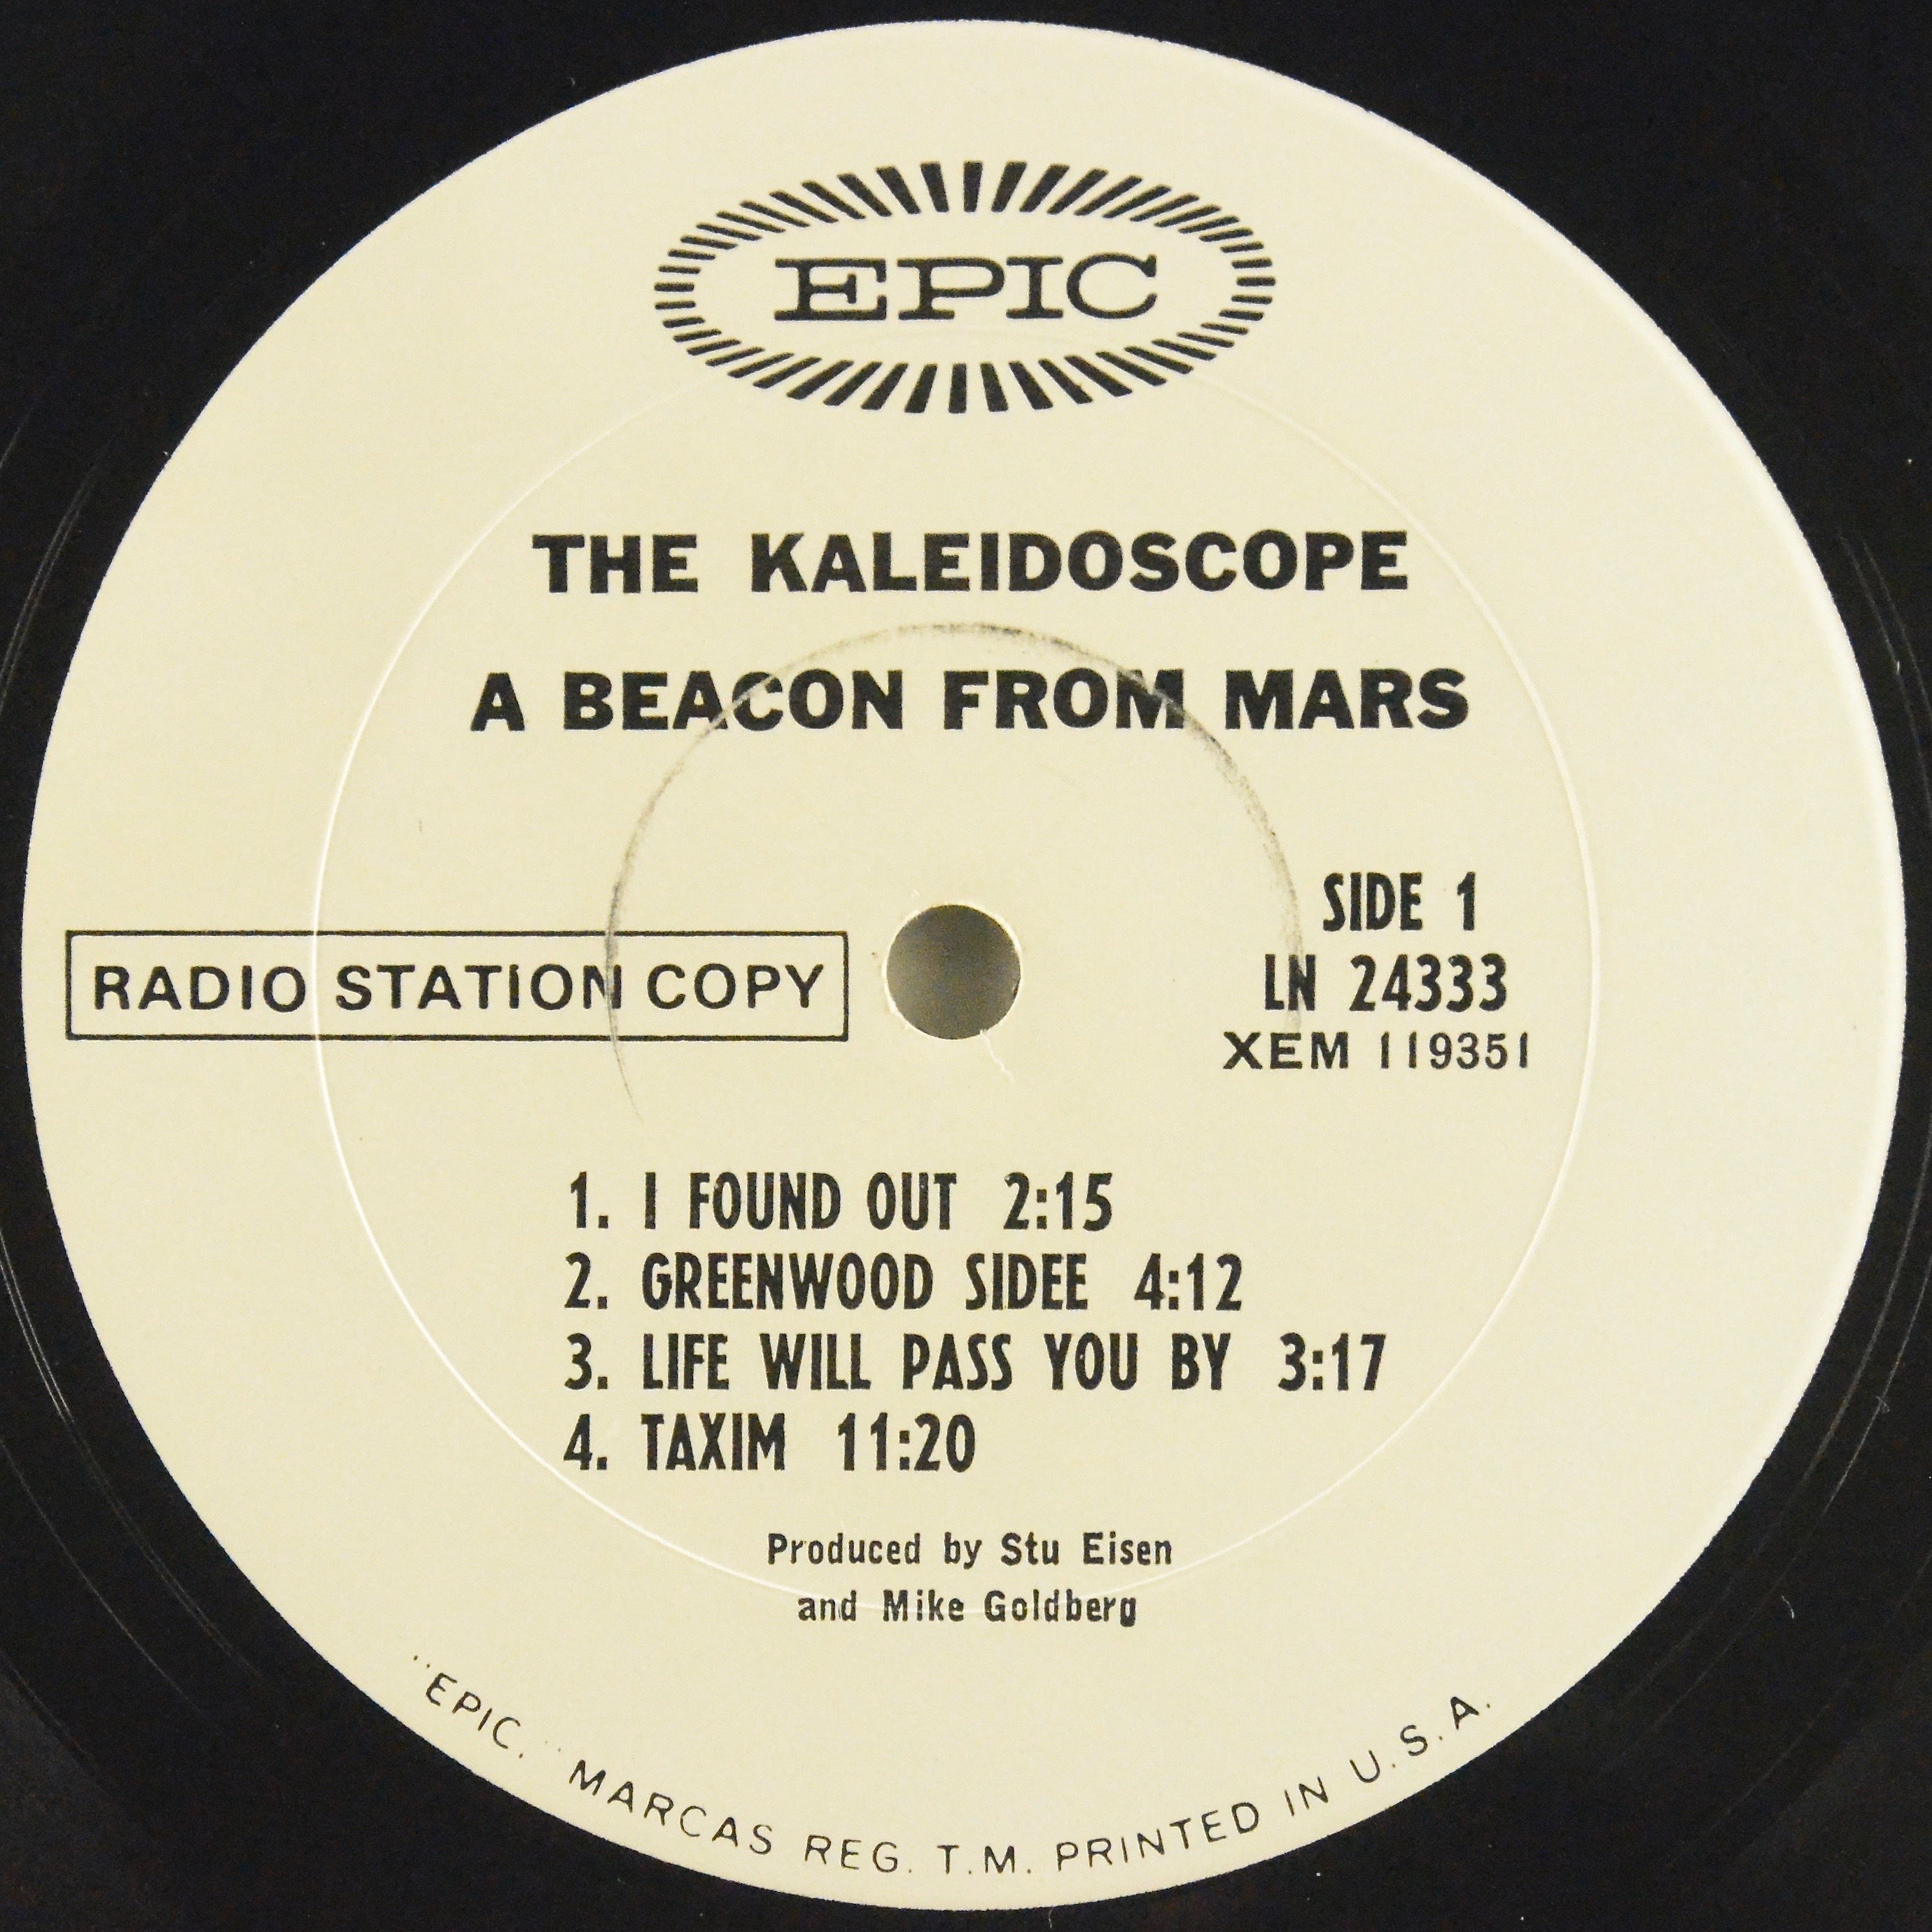 EPIC
THE KALEIDOSCOPE
A BEACON FROM MARS
SIDE 1
LN 24333
XEM 119351
RADIO STATION COPY
1. I FOUND OUT 2:15
2. GREENWOOD SIDEE 4:12
3. LIFE WILL PASS YOU BY 3:17
4. TAXIM 11:20
Produced by Stu Eisen
and Mike Goldberg
"EPIC," MARCAS REG. T.M. PRINTED IN U.S.A.